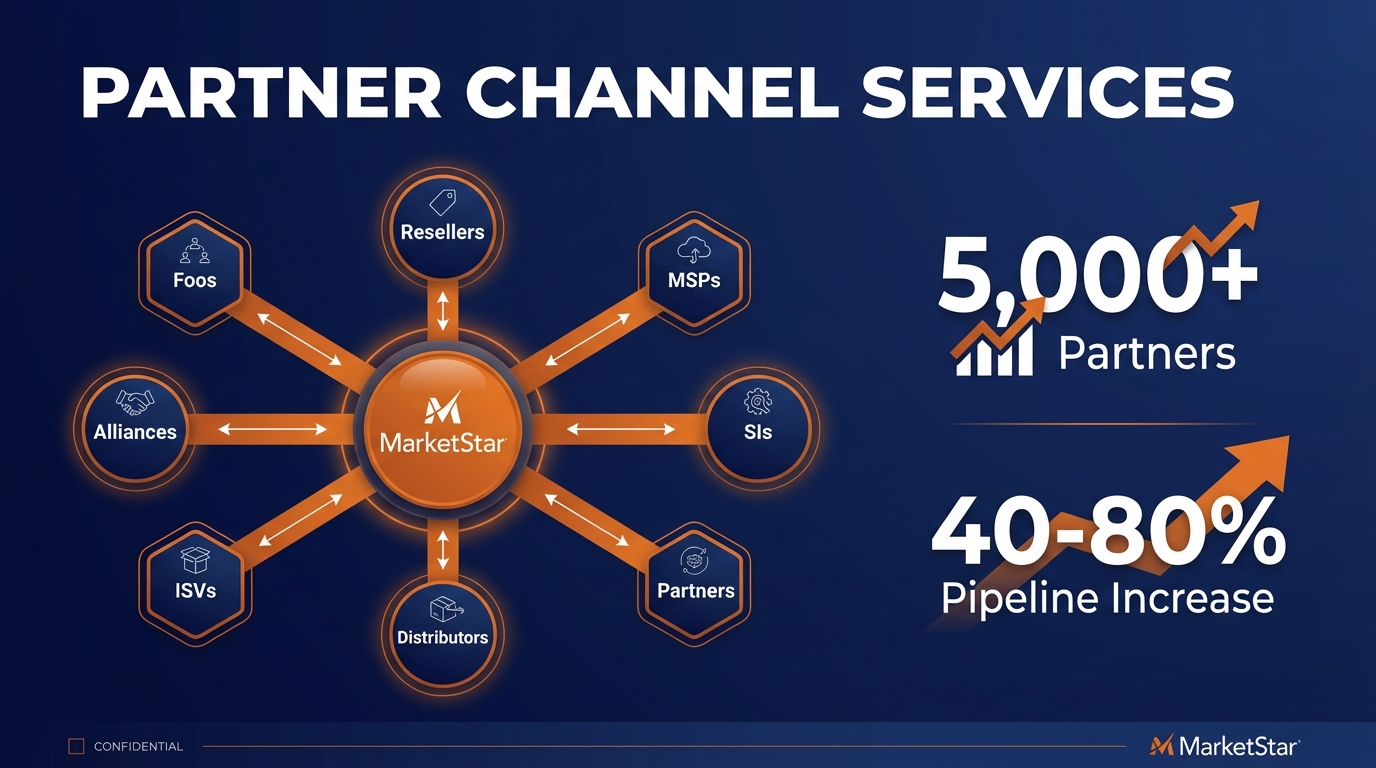 PARTNER CHANNEL SERVICES
Resellers
Foos
MSPs
Alliances
MarketStar
SIs
ISVs
Partners
Distributors
5,000+
Partners
40-80%
Pipeline Increase
CONFIDENTIAL
MarketStar